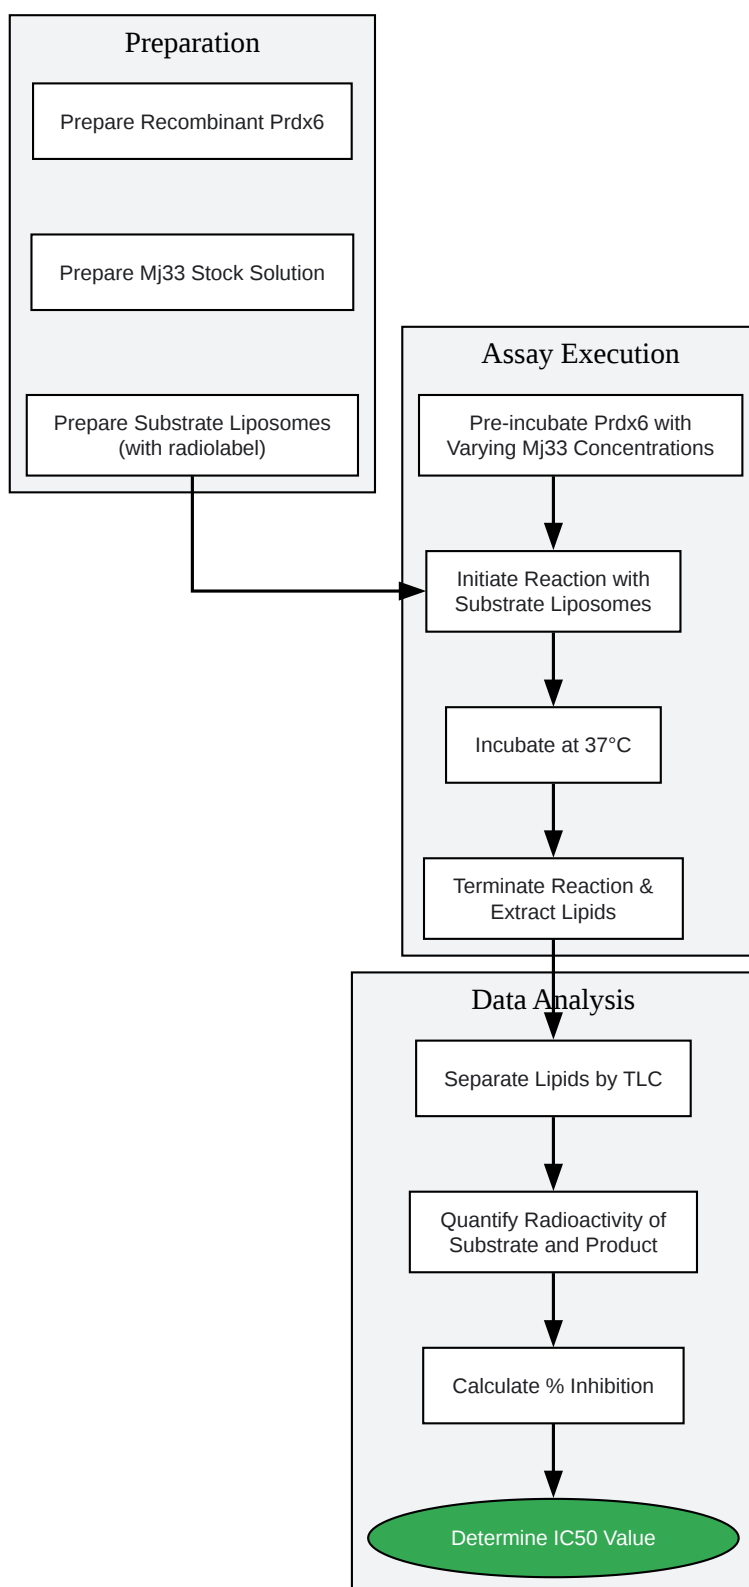 Preparation
Prepare Recombinant Prdx6
Prepare Mj33 Stock Solution
Prepare Substrate Liposomes
(with radiolabel)
Assay Execution
Pre-incubate Prdx6 with
Varying Mj33 Concentrations
Initiate Reaction with
Substrate Liposomes
Incubate at 37°C
Terminate Reaction &
Extract Lipids
Data Analysis
Separate Lipids by TLC
Quantify Radioactivity of
Substrate and Product
Calculate % Inhibition
Determine IC50 Value